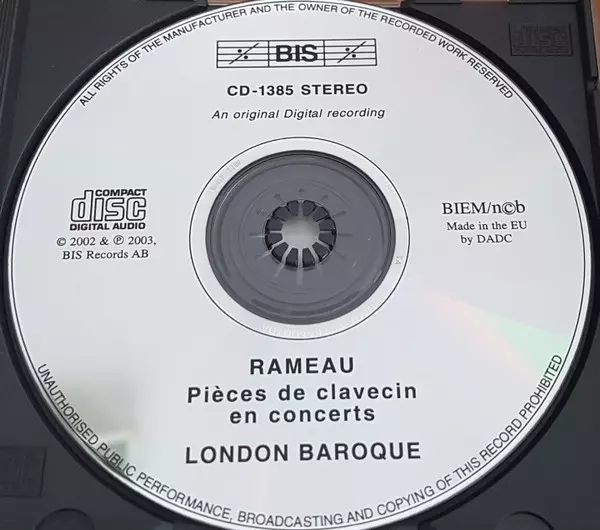 ALL RIGHTS OF THE MANUFACTURER AND THE OWNER OF THE RECORDED WORK RESERVED
BIS
CD-1385 STEREO
An original Digital recording
COMPACT
disc
DIGITAL AUDIO
© 2002 & ℗ 2003,
BIS Records AB
BIEM/n©b
Made in the EU
by DADC
RAMEAU
Pièces de clavecin
en concerts
LONDON BAROQUE
UNAUTHORISED PUBLIC PERFORMANCE, BROADCASTING AND COPYING OF THIS RECORD PROHIBITED